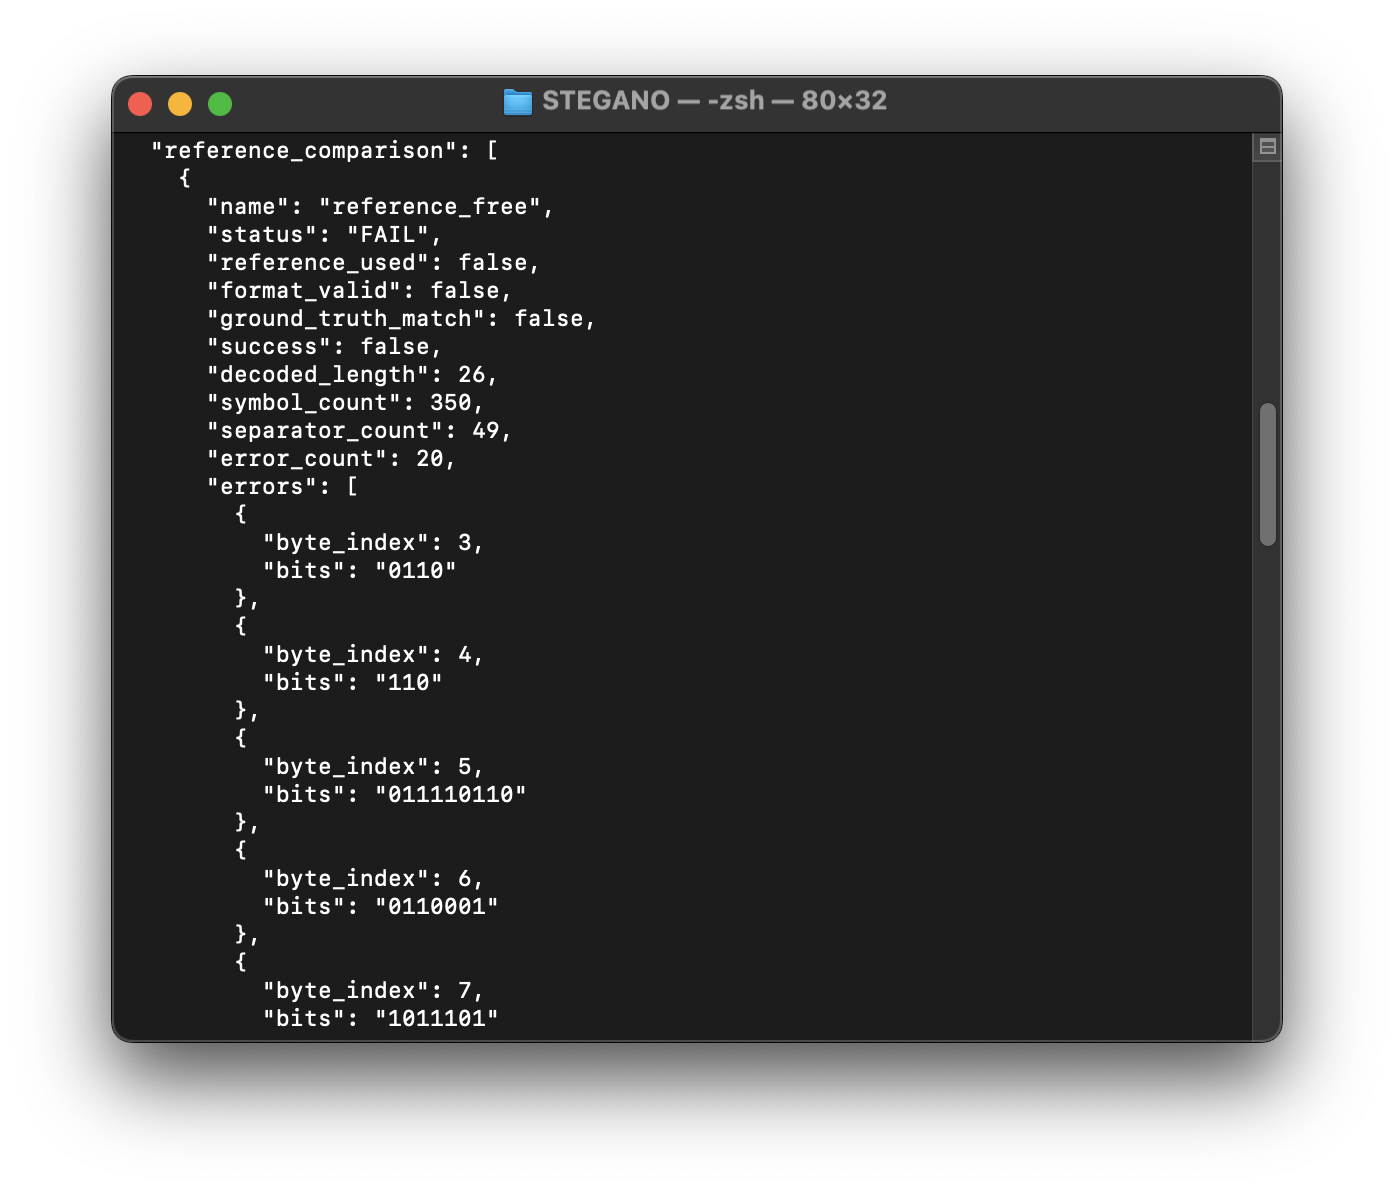 STEGANO — -zsh — 80×32
"reference_comparison": [
{
"name": "reference_free",
"status": "FAIL",
"reference_used": false,
"format_valid": false,
"ground_truth_match": false,
"success": false,
"decoded_length": 26,
"symbol_count": 350,
"separator_count": 49,
"error_count": 20,
"errors": [
{
"byte_index": 3,
"bits": "0110"
},
{
"byte_index": 4,
"bits": "110"
},
{
"byte_index": 5,
"bits": "011110110"
},
{
"byte_index": 6,
"bits": "0110001"
},
{
"byte_index": 7,
"bits": "1011101"